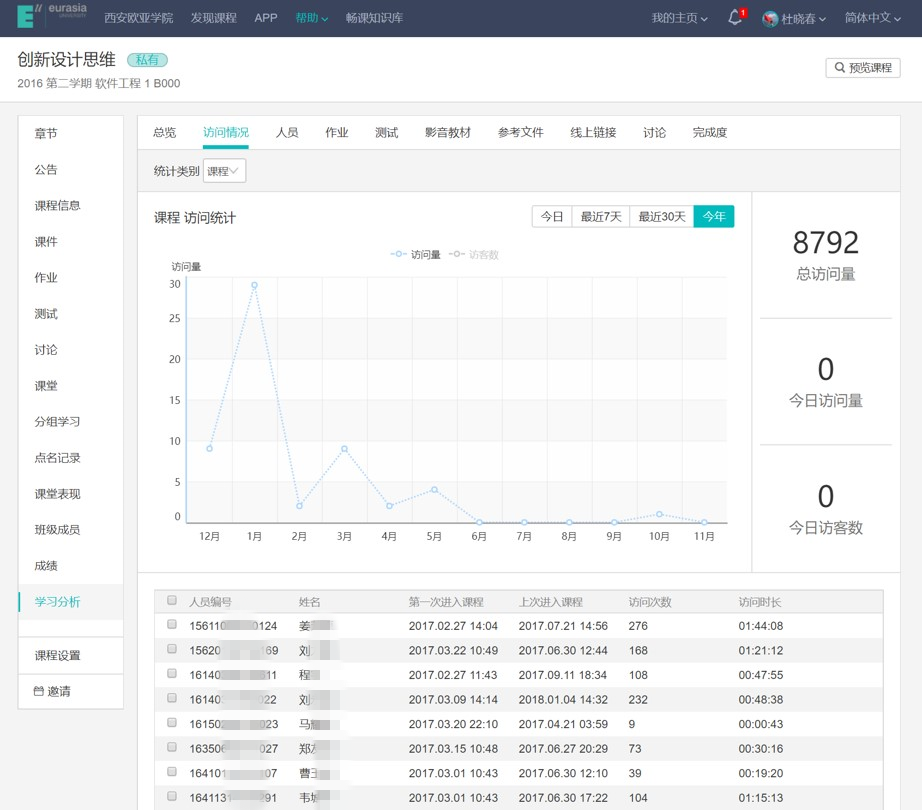 eurasia
UNIVERSITY
西安欧亚学院 发现课程 APP 帮助 畅课知识库 我的主页 1 杜晓春 简体中文
创新设计思维 私有
2016 第二学期 软件工程 1 B000
预览课程
章节
公告
课程信息
课件
作业
测试
讨论
课堂
分组学习
点名记录
课堂表现
班级成员
成绩
学习分析
课程设置
邀请
总览 访问情况 人员 作业 测试 影音教材 参考文件 线上链接 讨论 完成度
统计类别 课程
课程 访问统计 今日 最近7天 最近30天 今年
访问量 访客数
访问量
30
25
20
15
10
5
0
12月 1月 2月 3月 4月 5月 6月 7月 8月 9月 10月 11月
8792
总访问量
0
今日访问量
0
今日访客数
人员编号 姓名 第一次进入课程 上次进入课程 访问次数 访问时长
15611 0124 姜 2017.02.27 14:04 2017.07.21 14:56 276 01:44:08
15620 169 刘 2017.03.22 10:49 2017.06.30 12:44 168 01:21:12
16140 11 程 2017.02.27 11:43 2017.09.11 18:34 108 00:47:55
16140 022 刘 2017.03.09 14:14 2018.01.04 14:32 232 00:48:38
16150 023 马 2017.03.20 22:10 2017.04.21 03:59 9 00:00:43
16350 027 郑 2017.03.15 10:48 2017.06.27 20:29 73 00:30:16
16410 07 曹 2017.03.01 10:43 2017.06.30 12:10 39 00:19:20
164113 291 韦 2017.03.01 10:43 2017.06.30 17:22 104 01:15:13